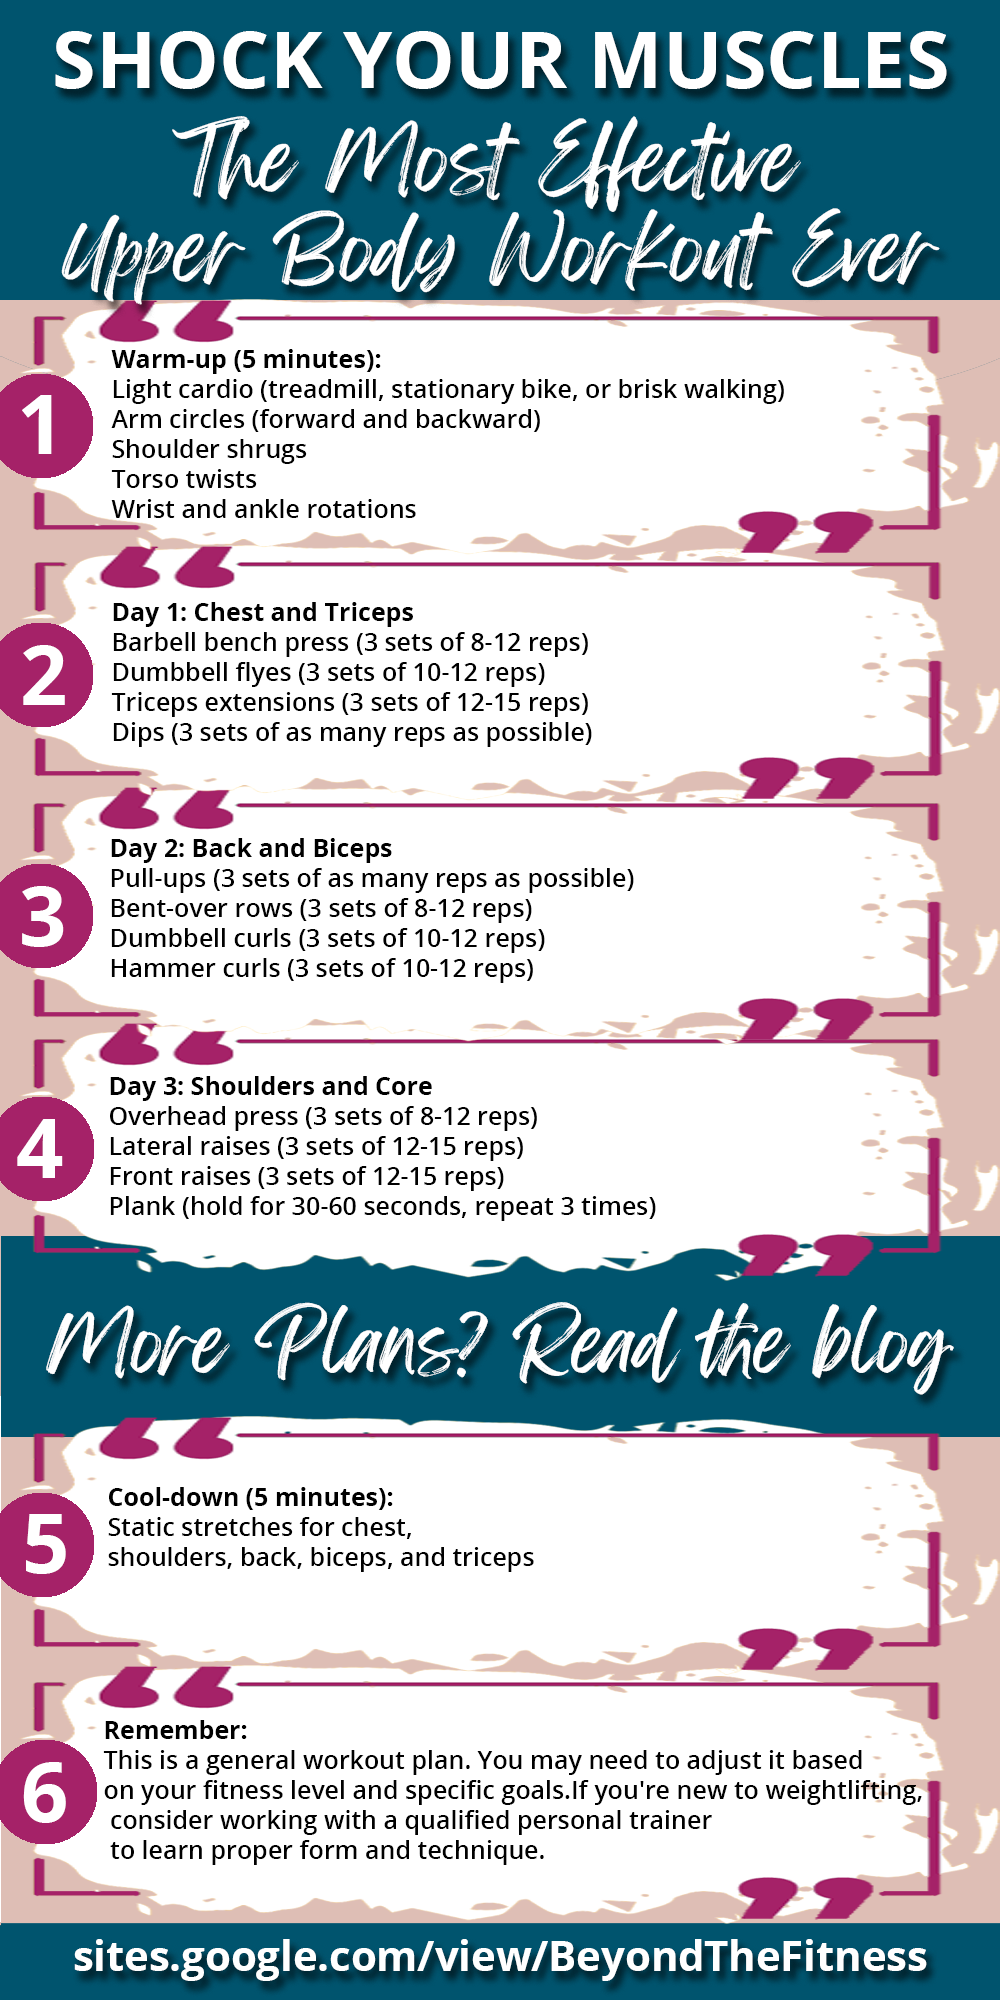 SHOCK YOUR MUSCLES
The Most Effective
Upper Body Workout Ever
1
Warm-up (5 minutes):
Light cardio (treadmill, stationary bike, or brisk walking)
Arm circles (forward and backward)
Shoulder shrugs
Torso twists
Wrist and ankle rotations
2
Day 1: Chest and Triceps
Barbell bench press (3 sets of 8-12 reps)
Dumbbell flyes (3 sets of 10-12 reps)
Triceps extensions (3 sets of 12-15 reps)
Dips (3 sets of as many reps as possible)
3
Day 2: Back and Biceps
Pull-ups (3 sets of as many reps as possible)
Bent-over rows (3 sets of 8-12 reps)
Dumbbell curls (3 sets of 10-12 reps)
Hammer curls (3 sets of 10-12 reps)
4
Day 3: Shoulders and Core
Overhead press (3 sets of 8-12 reps)
Lateral raises (3 sets of 12-15 reps)
Front raises (3 sets of 12-15 reps)
Plank (hold for 30-60 seconds, repeat 3 times)
More Plans? Read the blog
5
Cool-down (5 minutes):
Static stretches for chest,
shoulders, back, biceps, and triceps
6
Remember:
This is a general workout plan. You may need to adjust it based
on your fitness level and specific goals.If you're new to weightlifting,
consider working with a qualified personal trainer
to learn proper form and technique.
sites.google.com/view/BeyondTheFitness